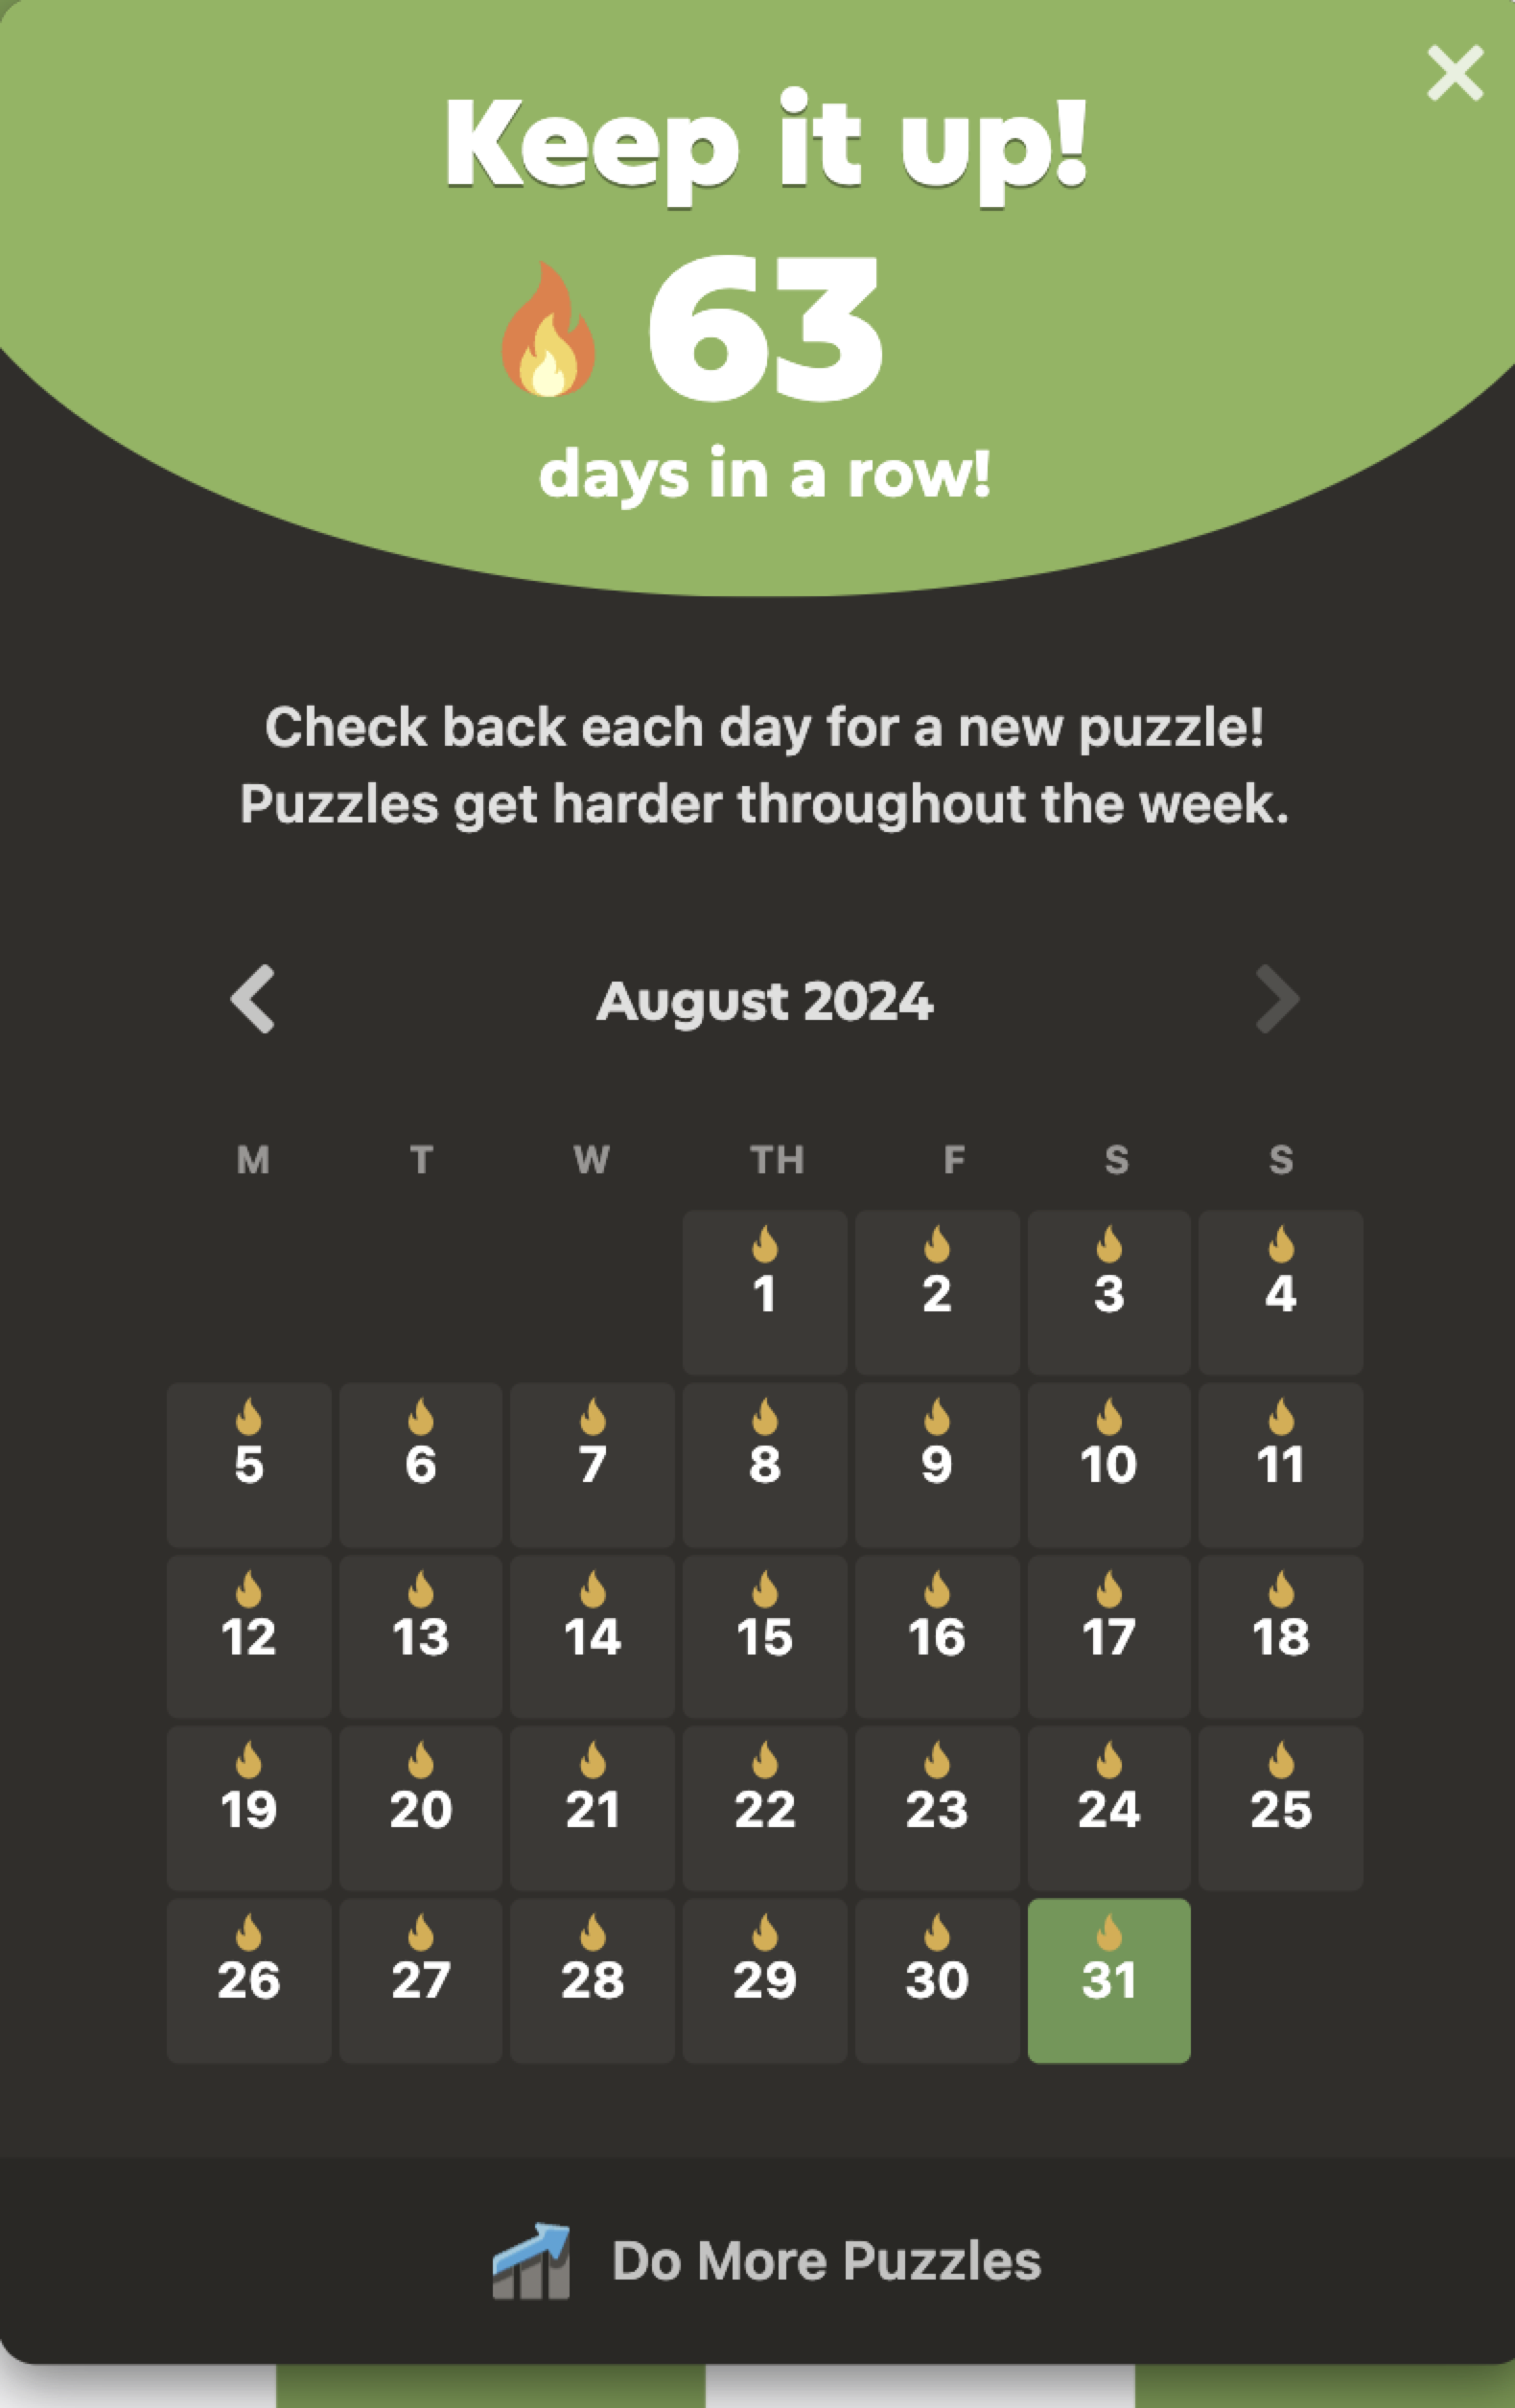 Keep it up!
63
days in a row!
Check back each day for a new puzzle!
Puzzles get harder throughout the week.
August 2024
M T W TH F S S
1 2 3 4
5 6 7 8 9 10 11
12 13 14 15 16 17 18
19 20 21 22 23 24 25
26 27 28 29 30 31
Do More Puzzles